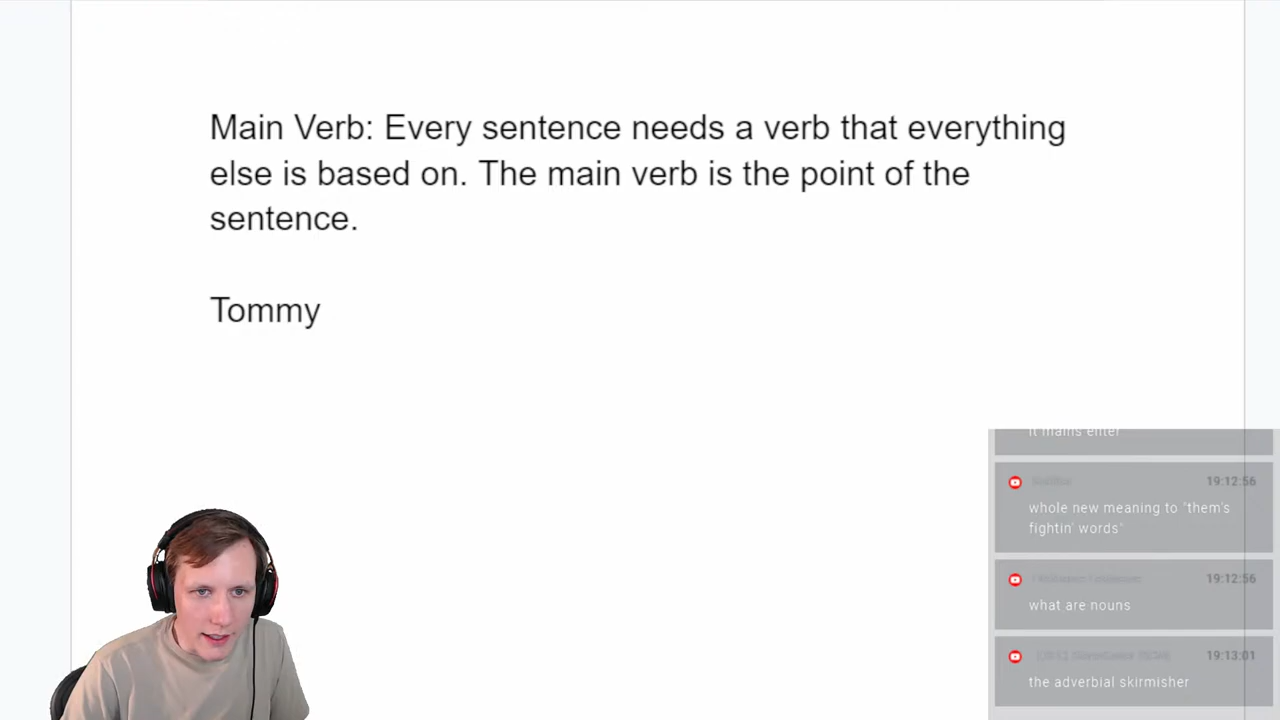 Main Verb: Every sentence needs a verb that everything
else is based on. The main verb is the point of the
sentence.
Tommy
19:12:56
whole new meaning to "them's
fightin' words"
19:12:56
what are nouns
19:13:01
the adverbial skirmisher